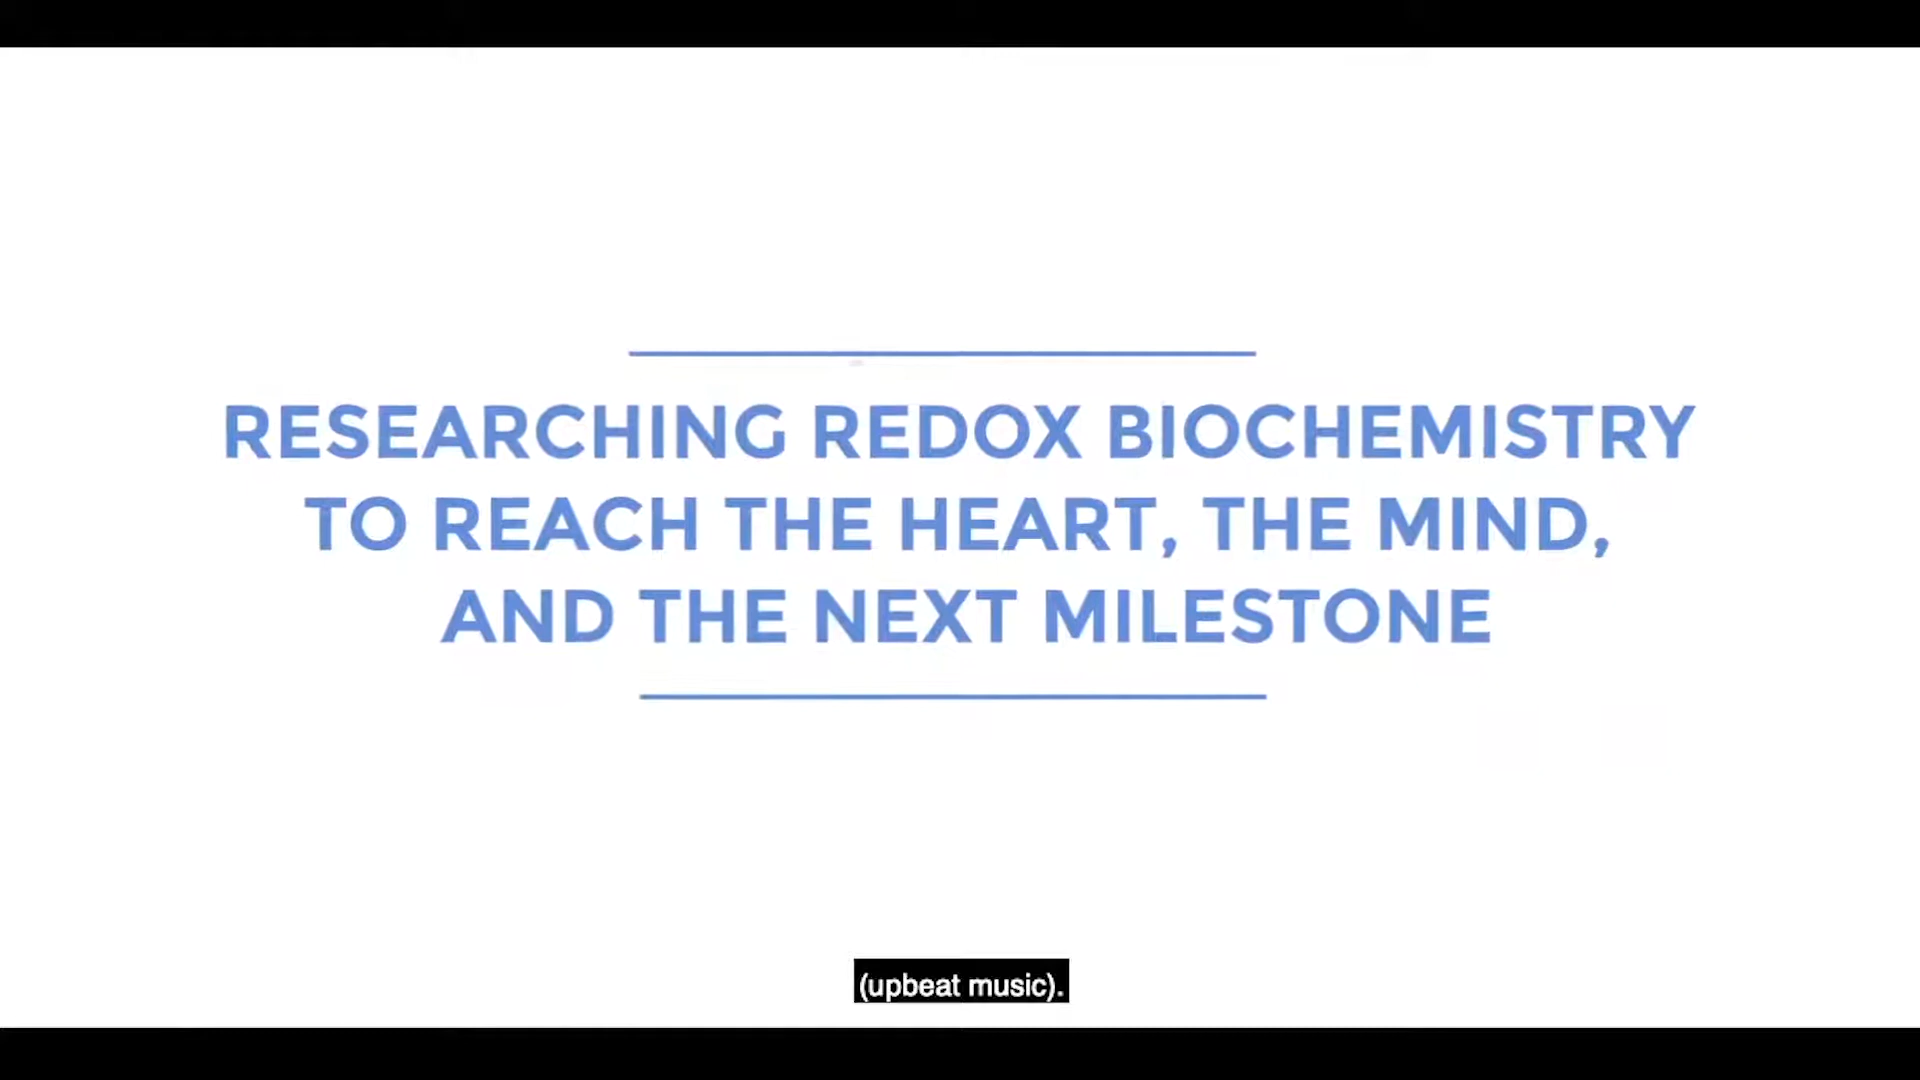 RESEARCHING REDOX BIOCHEMISTRY
TO REACH THE HEART, THE MIND,
AND THE NEXT MILESTONE
(upbeat music).